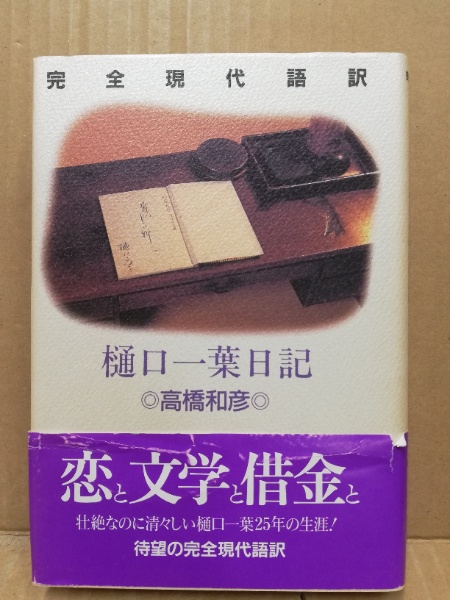 完全現代語訳
樋口一葉日記
◎高橋和彦◎
恋と文学と借金と
壮絶なのに清々しい樋口一葉25年の生涯!
待望の完全現代語訳